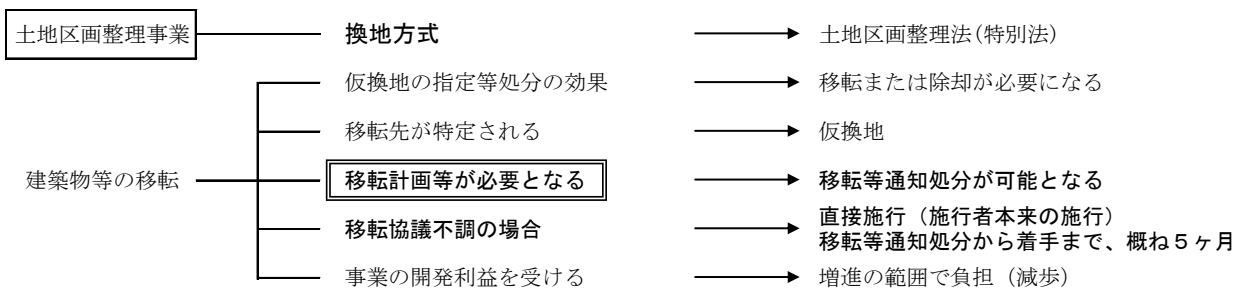 土地区画整理事業 換地方式 土地区画整理法(特別法)
仮換地の指定等処分の効果 移転または除却が必要になる
移転先が特定される 仮換地
建築物等の移転 移転計画等が必要となる 移転等通知処分が可能となる
移転協議不調の場合 直接施行（施行者本来の施行）
移転等通知処分から着手まで、概ね５ヶ月
事業の開発利益を受ける 増進の範囲で負担（減歩）